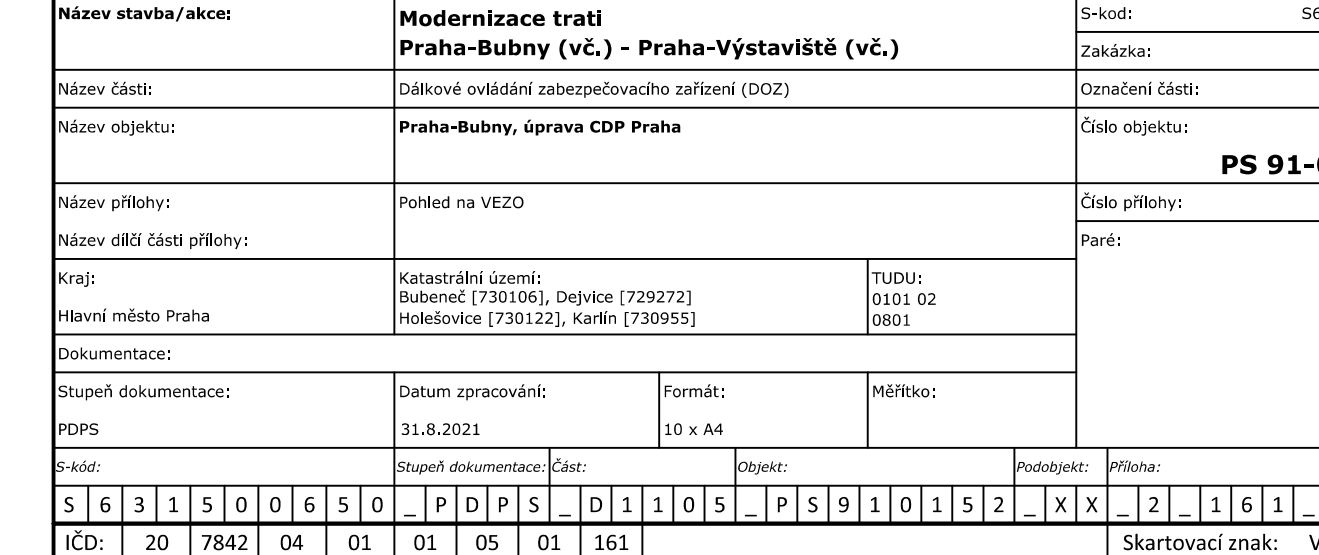 Název stavba/akce: Modernizace trati S-kod:
Praha-Bubny (vč.) - Praha-Výstaviště (vč.) Zakázka:
Název části: Dálkové ovládání zabezpečovacího zařízení (DOZ) Označení části:
Název objektu: Praha-Bubny, úprava CDP Praha Číslo objektu:
PS
Název přílohy: Pohled na VEZO Číslo přílohy:
Název dílčí části přílohy: Paré:
Kraj: Katastrální území: TUDU:
Bubeneč [730106], Dejvice [729272] 0101 02
Hlavní město Praha Holešovice [730122], Karlín [730955] 0801
Dokumentace:
Stupeň dokumentace: Datum zpracování: Formát: Měřítko:
PDPS 31.8.2021 10 x A4
S-kód: Stupeň dokumentace: Část: Objekt: Podobjekt: Příloha:
S 6 3 1 5 0 0 6 5 0 _ P D P S _ D 1 1 0 5 _ P S 9 1 0 1 5 2 _ X X _ 2 _ 1 6 1 _
IČD: 20 7842 04 01 01 05 01 161 Skartovací znak: